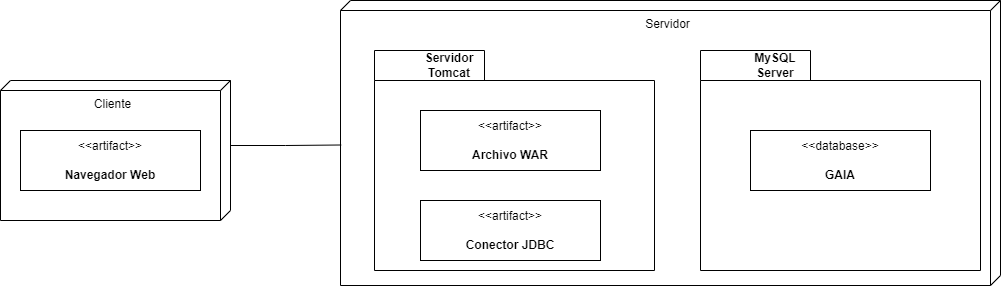 Cliente
<<artifact>>
Navegador Web
Servidor
Servidor
Tomcat
<<artifact>>
Archivo WAR
<<artifact>>
Conector JDBC
MySQL
Server
<<database>>
GAIA